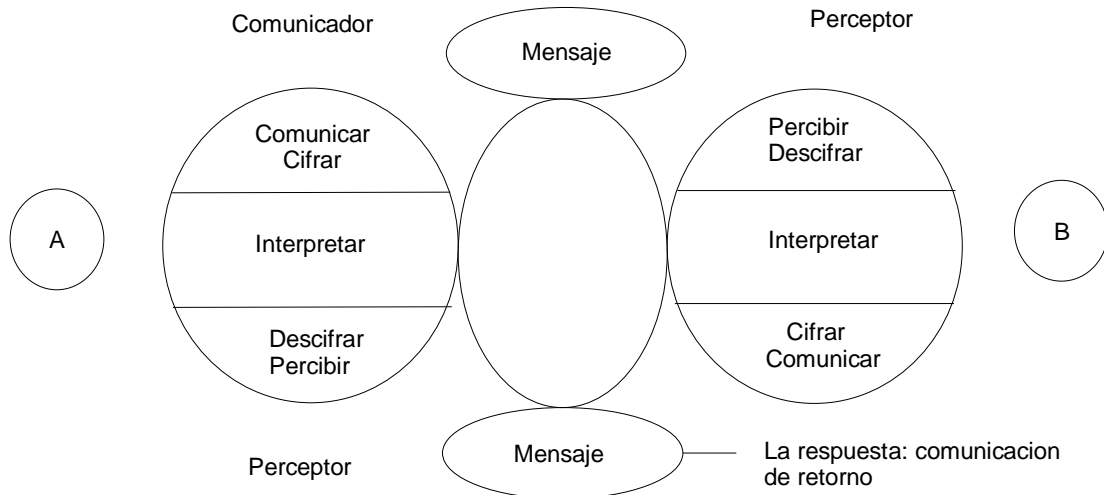 Comunicador
Perceptor
Mensaje
Comunicar
Cifrar
Percibir
Descifrar
A
Interpretar
Interpretar
B
Descifrar
Percibir
Cifrar
Comunicar
Perceptor
Mensaje
La respuesta: comunicacion
de retorno